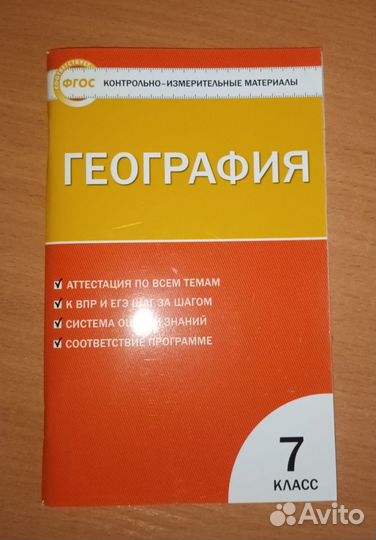 ФГОС
КОНТРОЛЬНО-ИЗМЕРИТЕЛЬНЫЕ МАТЕРИАЛЫ
ГЕОГРАФИЯ
АТТЕСТАЦИЯ ПО ВСЕМ ТЕМАМ
К ВПР И ЕГЭ ШАГ ЗА ШАГОМ
СИСТЕМА ОЦЕНКИ ЗНАНИЙ
СООТВЕТСТВИЕ ПРОГРАММЕ
7
КЛАСС
Avito